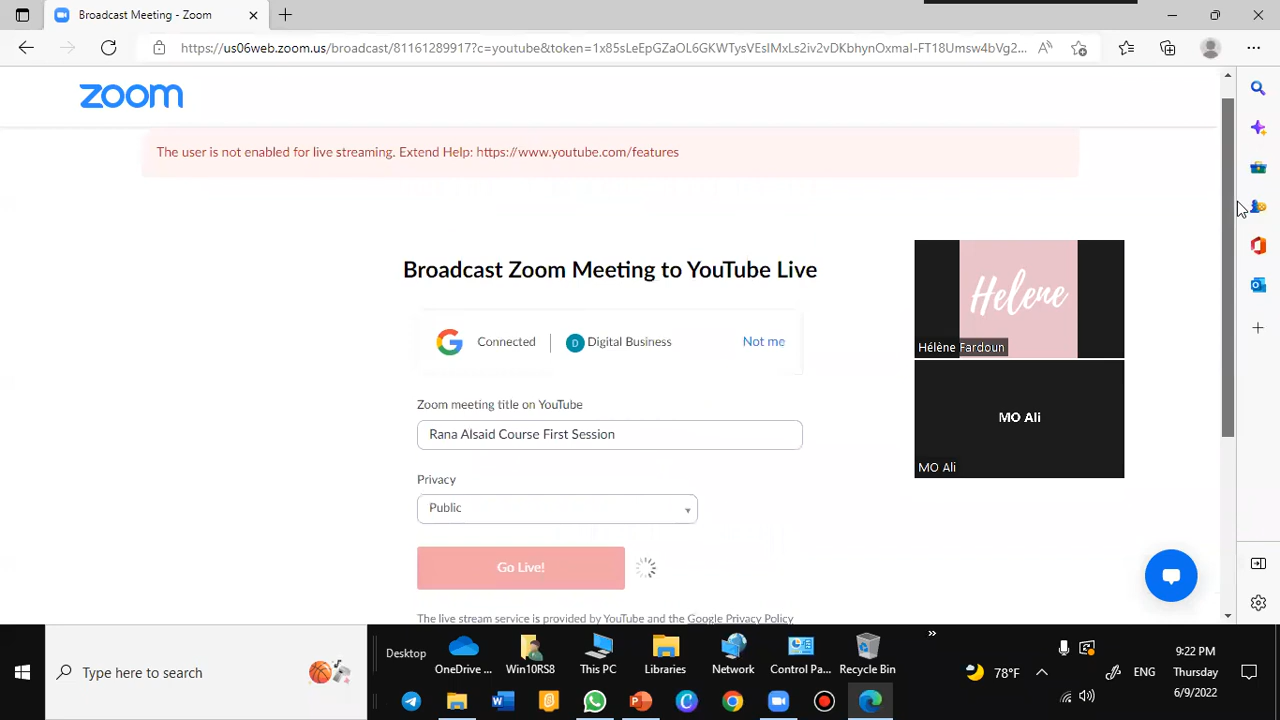 Broadcast Meeting - Zoom
https://us06web.zoom.us/broadcast/81161289917?c=youtube&token=1x85sLeEpGZaOL6GKWTysVEsIMxLs2iv2vDKbhynOxmaI-FT18Umsw4bVg2...
zoom
The user is not enabled for live streaming. Extend Help: https://www.youtube.com/features
Broadcast Zoom Meeting to YouTube Live
Connected
D Digital Business
Not me
Zoom meeting title on YouTube
Rana Alsaid Course First Session
Privacy
Public
Go Live!
The live stream service is provided by YouTube and the Google Privacy Policy
Helene
Hélène Fardoun
MO Ali
MO Ali
Type here to search
Desktop
OneDrive ...
Win10RS8
This PC
Libraries
Network
Control Pa...
Recycle Bin
78°F
ENG
9:22 PM
Thursday
6/9/2022